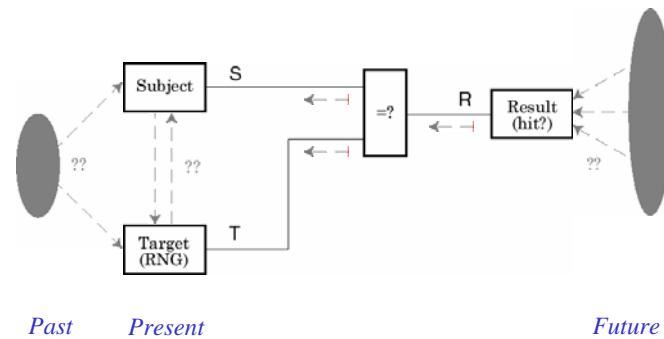 Subject
S
=?
R
Result
(hit?)
??
??
??
Target
(RNG)
T
Past
Present
Future